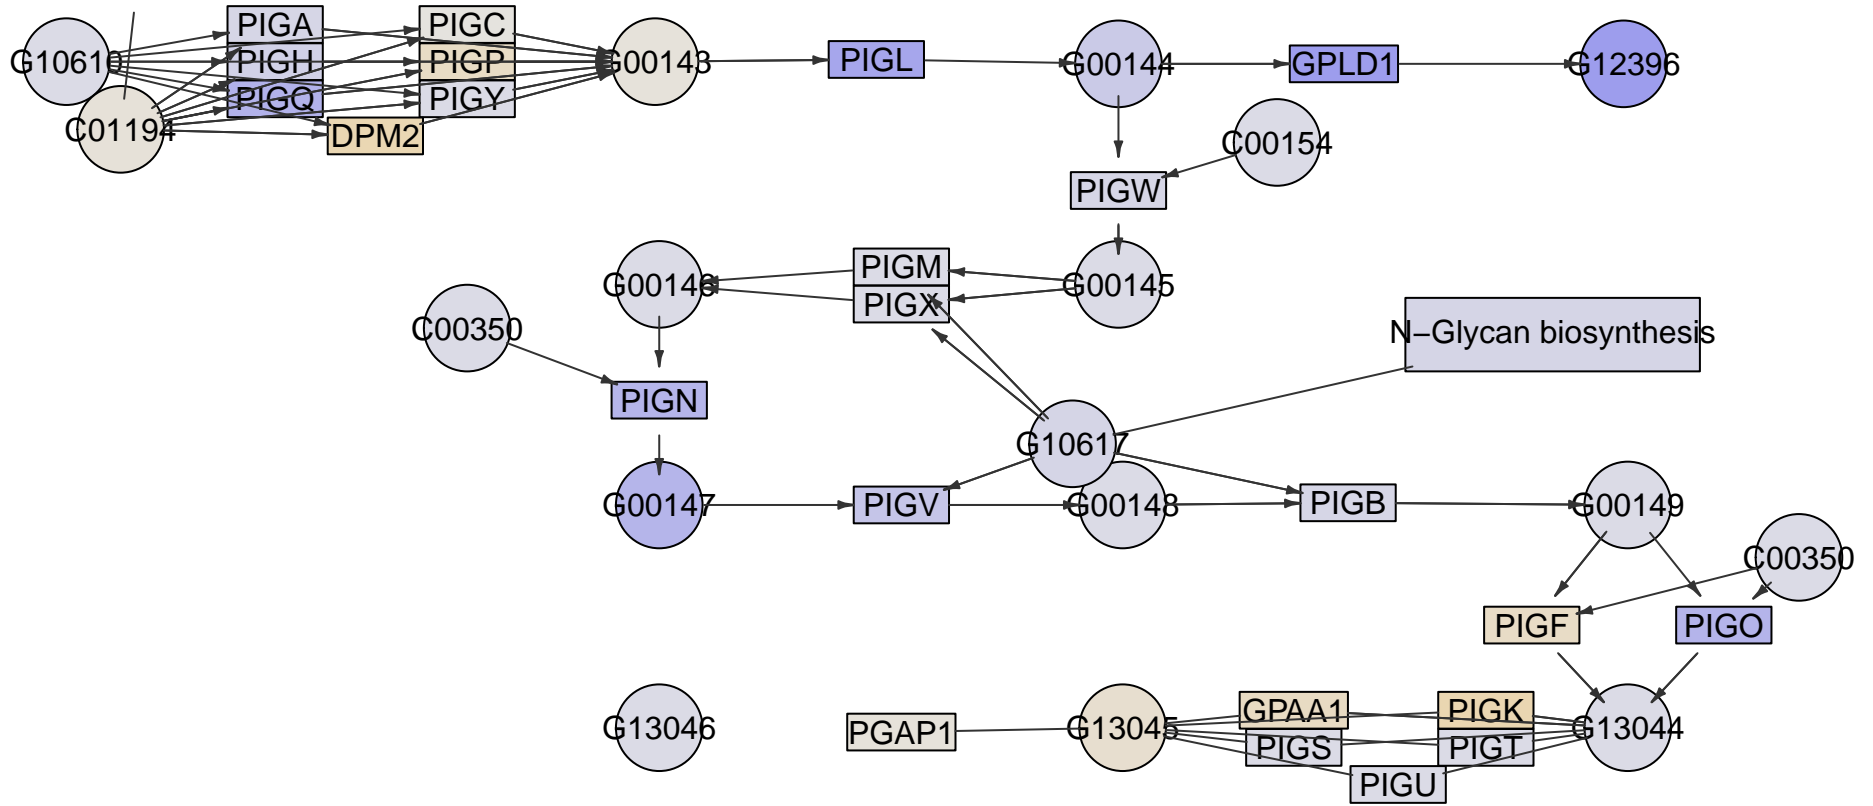 PIGA
PIGC
G10619
PIGH
PIGP
G00143
PIGL
G00144
GPLD1
G12396
PIGQ
PIGY
C01194
DPM2
C00154
PIGW
PIGM
G00146
G00145
PIGX
C00350
N−Glycan biosynthesis
PIGN
G10617
G00147
PIGV
G00148
PIGB
G00149
C00350
PIGF
PIGO
GPAA1
PIGK
G13046
PGAP1
G13045
G13044
PIGS
PIGT
PIGU